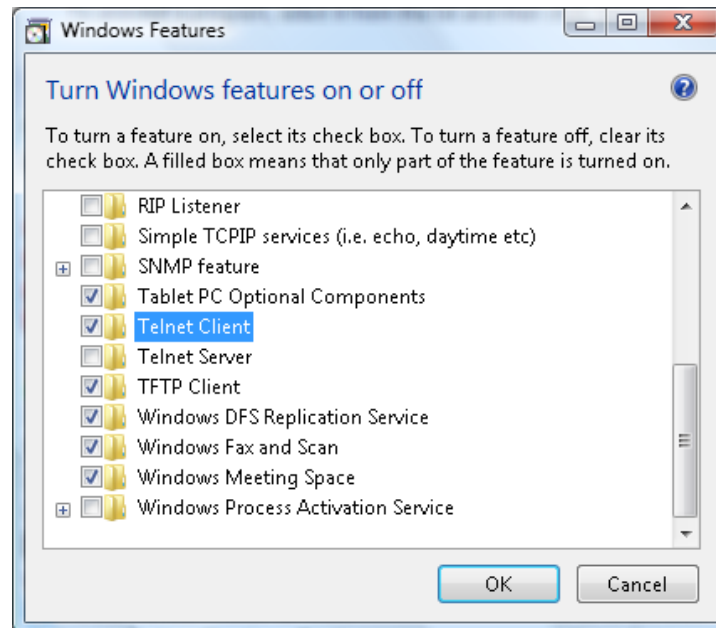 Windows Features
Turn Windows features on or off
To turn a feature on, select its check box. To turn a feature off, clear its
check box. A filled box means that only part of the feature is turned on.
RIP Listener
Simple TCPIP services (i.e. echo, daytime etc)
SNMP feature
Tablet PC Optional Components
Telnet Client
Telnet Server
TFTP Client
Windows DFS Replication Service
Windows Fax and Scan
Windows Meeting Space
Windows Process Activation Service
OK
Cancel